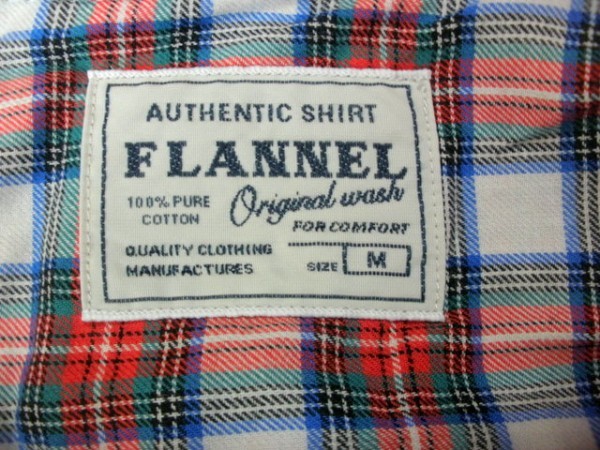 AUTHENTIC SHIRT
FLANNEL
100% PURE
COTTON
Original wash
FOR COMFORT
QUALITY CLOTHING
MANUFACTURES
SIZE M